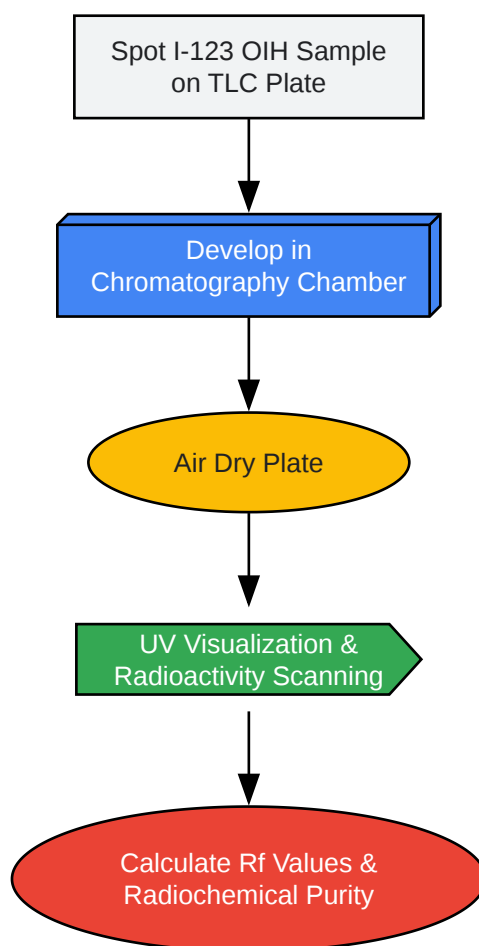 Spot I-123 OIH Sample
on TLC Plate
Develop in
Chromatography Chamber
Air Dry Plate
UV Visualization &
Radioactivity Scanning
Calculate Rf Values &
Radiochemical Purity